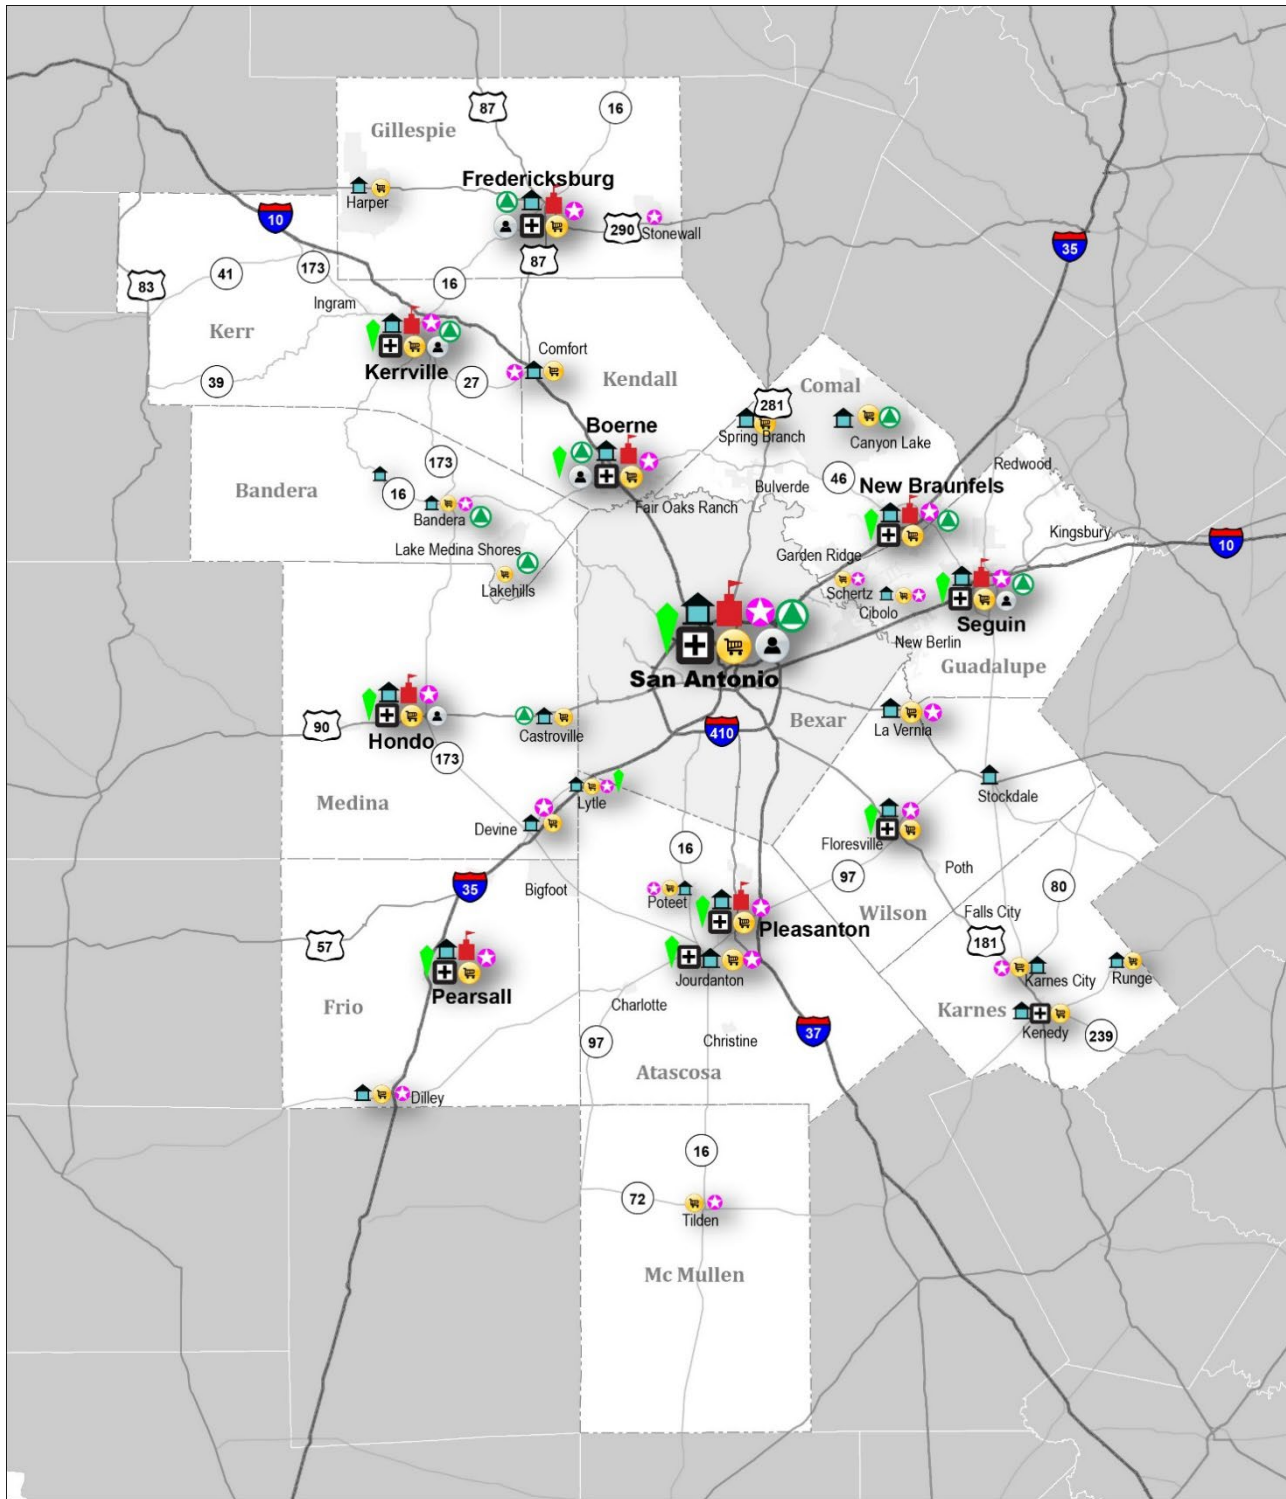 87
16
Gillespie
Fredericksburg
Harper
10
290
Stonewall
35
87
173
41
83
16
Ingram
Kerr
Kerrville
Comfort
27
39
Kendall
Comal
281
Boerne
Spring Branch
Canyon Lake
173
Bandera
16
Bandera
Redwood
46
New Braunfels
Bulverde
Fair Oaks Ranch
Kingsbury
10
Lake Medina Shores
Lakehills
Garden Ridge
Schertz
Cibolo
Seguin
New Berlin
Guadalupe
San Antonio
90
Hondo
Castroville
Bexar
La Vernia
410
173
Medina
Lytle
Stockdale
Devine
Floresville
16
Bigfoot
35
Poteet
97
Poth
80
Wilson
Falls City
Pleasanton
57
181
Jourdanton
Karnes City
Runge
Pearsall
Frio
Charlotte
Karnes
Kenedy
239
37
97
Christine
Atascosa
Dilley
16
72
Tilden
Mc Mullen